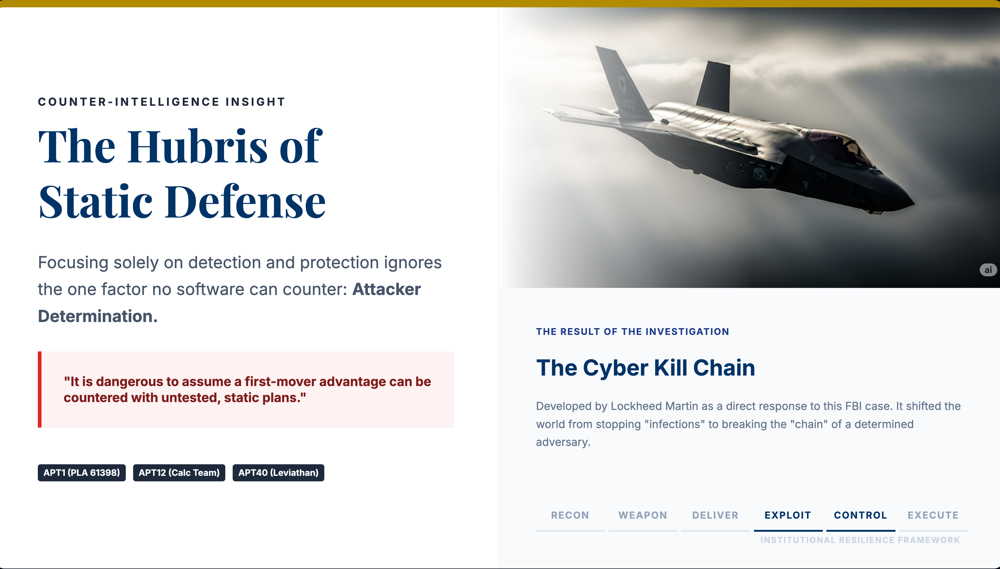 COUNTER-INTELLIGENCE INSIGHT
The Hubris of
Static Defense
Focusing solely on detection and protection ignores
the one factor no software can counter: Attacker
Determination.
"It is dangerous to assume a first-mover advantage can be
countered with untested, static plans."
APT1 (PLA 61398) APT12 (Calc Team) APT40 (Leviathan)
ai
THE RESULT OF THE INVESTIGATION
The Cyber Kill Chain
Developed by Lockheed Martin as a direct response to this FBI case. It shifted the
world from stopping "infections" to breaking the "chain" of a determined
adversary.
RECON WEAPON DELIVER EXPLOIT CONTROL EXECUTE
INSTITUTIONAL RESILIENCE FRAMEWORK